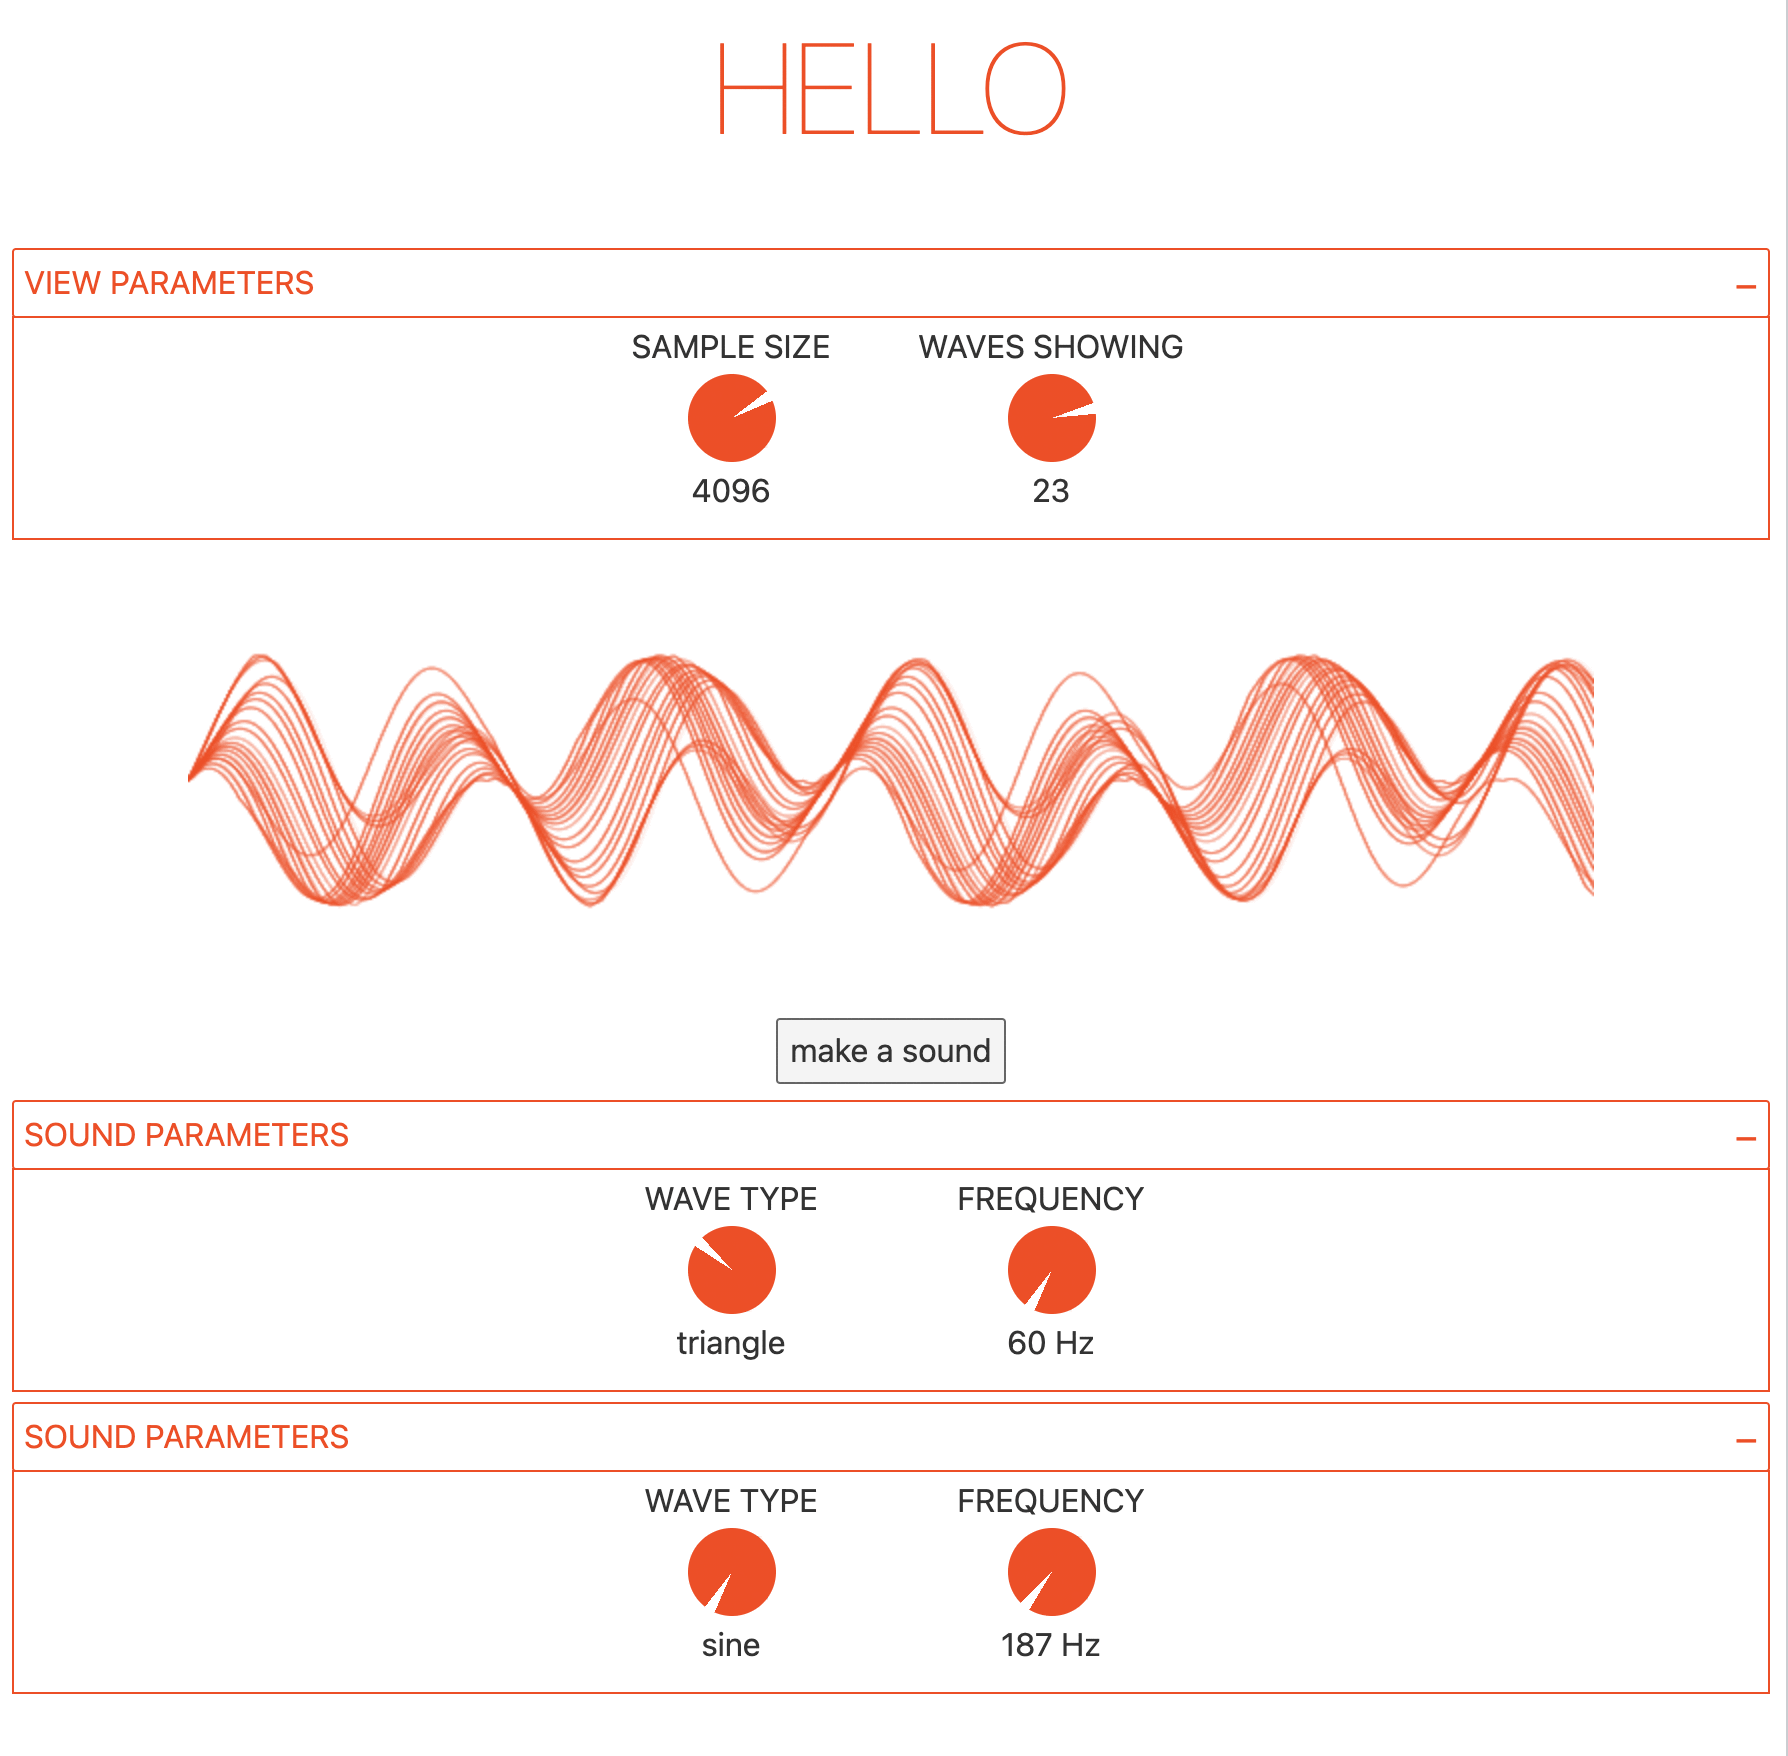 HELLO
VIEW PARAMETERS –
SAMPLE SIZE WAVES SHOWING
4096 23
make a sound
SOUND PARAMETERS –
WAVE TYPE FREQUENCY
triangle 60 Hz
SOUND PARAMETERS –
WAVE TYPE FREQUENCY
sine 187 Hz